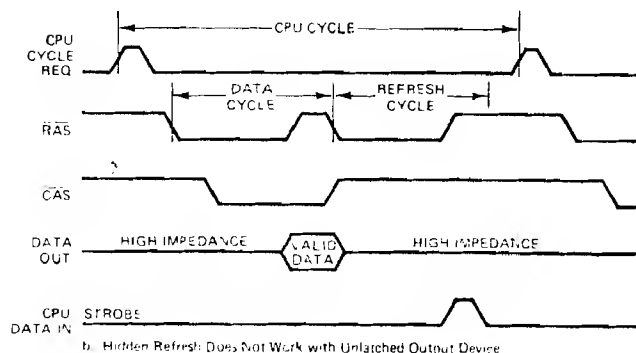 CPU CYCLE
CPU
CYCLE
REQ
DATA
CYCLE
REFRESH
CYCLE
RAS
CAS
DATA
OUT
HIGH IMPEDANCE
VALID
DATA
HIGH IMPEDANCE
CPU
DATA IN
STROBE
b. Hidden Refresh Does Not Work with Unlatched Output Device